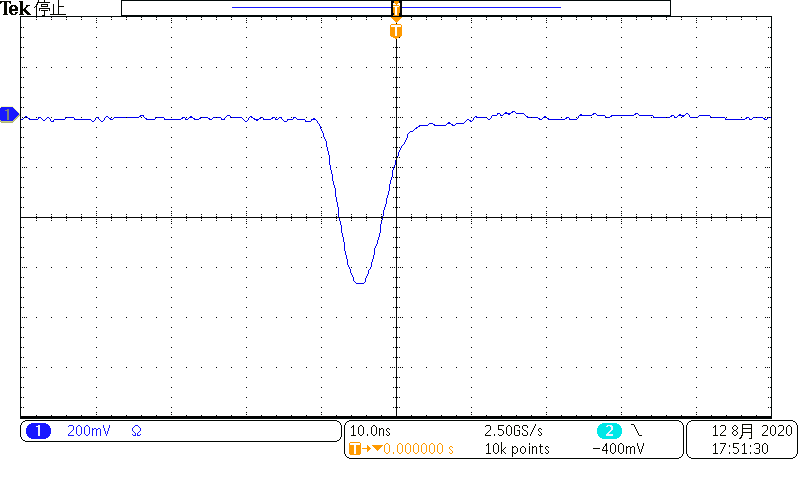 Tek 停止
T
T
1
1 200mV Ω
10.0ns 2.50GS/s 2
T→▼0.000000 s 10k points −400mV
12 8月 2020
17:51:30